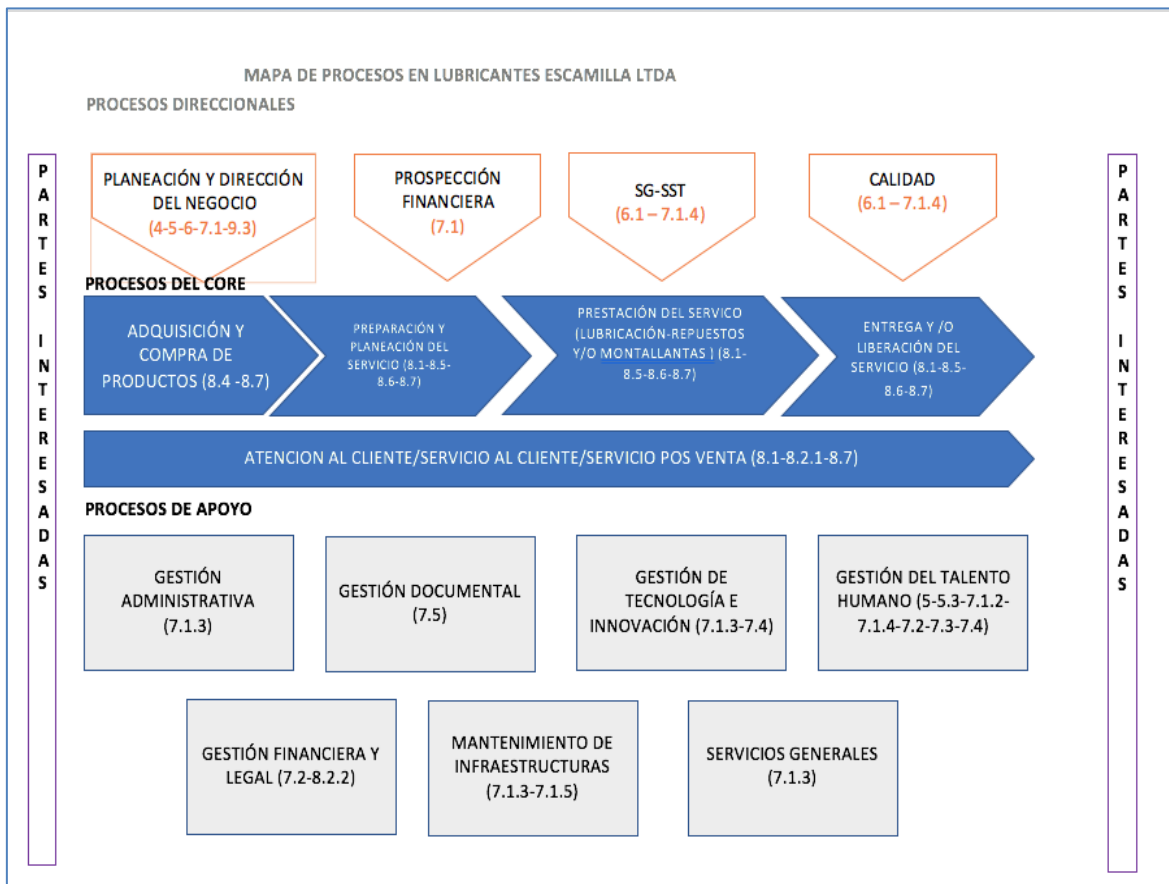 MAPA DE PROCESOS EN LUBRICANTES ESCAMILLA LTDA
PROCESOS DIRECCIONALES
PARTES INTERESADAS
PLANEACIÓN Y DIRECCIÓN
DEL NEGOCIO
(4-5-6-7.1-9.3)
PROSPECCIÓN
FINANCIERA
(7.1)
SG-SST
(6.1 – 7.1.4)
CALIDAD
(6.1 – 7.1.4)
PARTES INTERESADAS
PROCESOS DEL CORE
ADQUISICIÓN Y
COMPRA DE
PRODUCTOS (8.4 -8.7)
PREPARACIÓN Y
PLANEACIÓN DEL
SERVICIO (8.1-8.5-
8.6-8.7)
PRESTACIÓN DEL SERVICO
(LUBRICACIÓN-REPUESTOS
Y/O MONTALLANTAS ) (8.1-
8.5-8.6-8.7)
ENTREGA Y /O
LIBERACIÓN DEL
SERVICIO (8.1-8.5-
8.6-8.7)
ATENCION AL CLIENTE/SERVICIO AL CLIENTE/SERVICIO POS VENTA (8.1-8.2.1-8.7)
PROCESOS DE APOYO
GESTIÓN
ADMINISTRATIVA
(7.1.3)
GESTIÓN DOCUMENTAL
(7.5)
GESTIÓN DE
TECNOLOGÍA E
INNOVACIÓN (7.1.3-7.4)
GESTIÓN DEL TALENTO
HUMANO (5-5.3-7.1.2-
7.1.4-7.2-7.3-7.4)
GESTIÓN FINANCIERA Y
LEGAL (7.2-8.2.2)
MANTENIMIENTO DE
INFRAESTRUCTURAS
(7.1.3-7.1.5)
SERVICIOS GENERALES
(7.1.3)